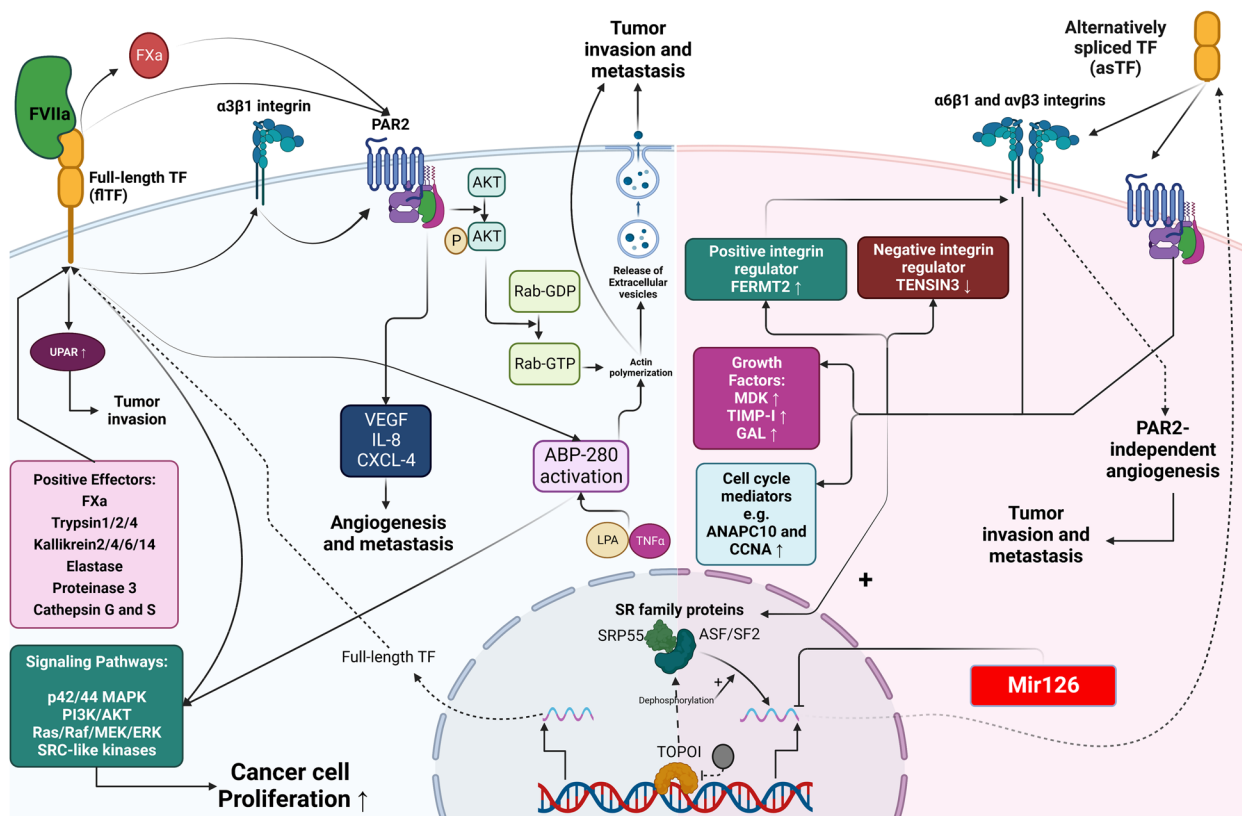 Tumor
invasion and
metastasis
Alternatively
spliced TF
(asTF)
FXa
FVIIa
α3β1 integrin
PAR2
α6β1 and αvβ3 integrins
Full-length TF
(flTF)
AKT
P
AKT
Positive integrin
regulator
FERMT2 ↑
Negative integrin
regulator
TENSIN3 ↓
Release of
Extracellular
vesicles
Rab-GDP
Rab-GTP
Actin
polymerization
UPAR ↑
Tumor
invasion
Growth
Factors:
MDK ↑
TIMP-I ↑
GAL ↑
VEGF
IL-8
CXCL-4
PAR2-
independent
angiogenesis
ABP-280
activation
Positive Effectors:
FXa
Trypsin1/2/4
Kallikrein2/4/6/14
Elastase
Proteinase 3
Cathepsin G and S
Cell cycle
mediators
e.g.
ANAPC10 and
CCNA ↑
Angiogenesis
and metastasis
LPA
TNFα
Tumor
invasion and
metastasis
+
SR family proteins
SRP55
ASF/SF2
Full-length TF
Signaling Pathways:
p42/44 MAPK
PI3K/AKT
Ras/Raf/MEK/ERK
SRC-like kinases
+
Dephosphorylation
Mir126
TOPOI
Cancer cell
Proliferation ↑